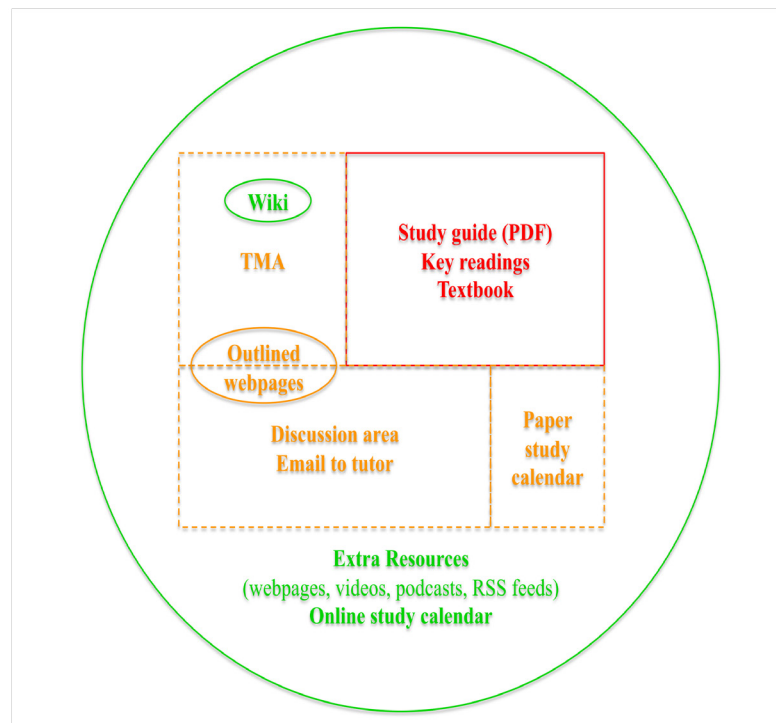 Wiki
TMA
Study guide (PDF)
Key readings
Textbook
Outlined
webpages
Discussion area
Email to tutor
Paper
study
calendar
Extra Resources
(webpages, videos, podcasts, RSS feeds)
Online study calendar